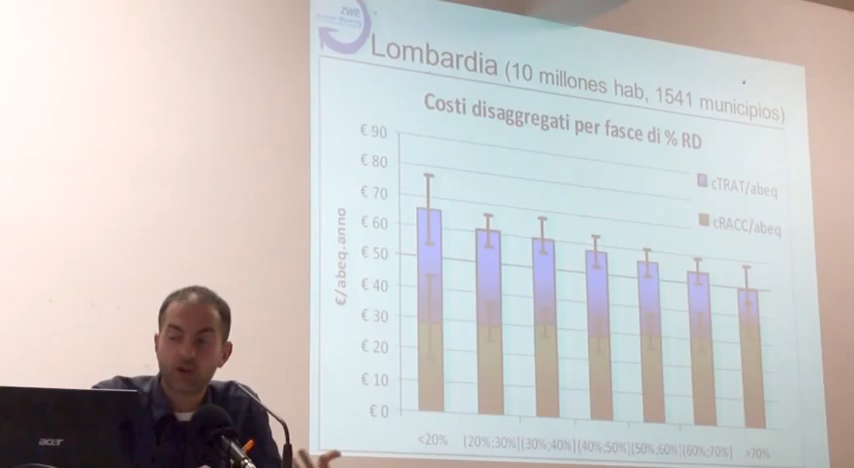 ZWE
Lombardia (10 millones hab, 1541 municipios)
Costi disaggregati per fasce di % RD
€ 90
€ 80
€ 70
€ 60
€ 50
€ 40
€ 30
€ 20
€ 10
€ 0
€/abeq.anno
cTRAT/abeq
cRACC/abeq
<20% [20%;30%[ [30%;40%[ [40%;50%[ [50%;60%[ [60%;70%[ >70%
acer